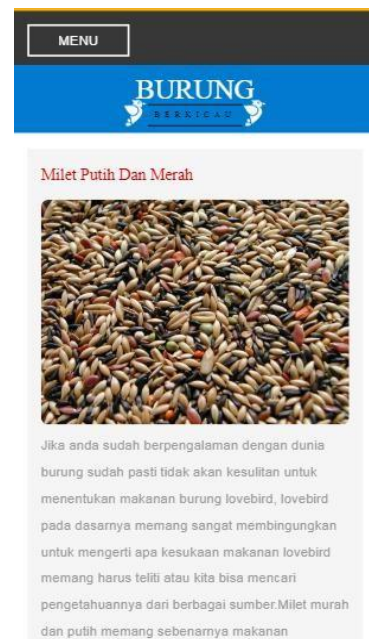 MENU
BURUNG
BERKICAU
Milet Putih Dan Merah
Jika anda sudah berpengalaman dengan dunia
burung sudah pasti tidak akan kesulitan untuk
menentukan makanan burung lovebird, lovebird
pada dasarnya memang sangat membingungkan
untuk mengerti apa kesukaan makanan lovebird
memang harus teliti atau kita bisa mencari
pengetahuannya dari berbagai sumber.Milet murah
dan putih memang sebenarnya makanan